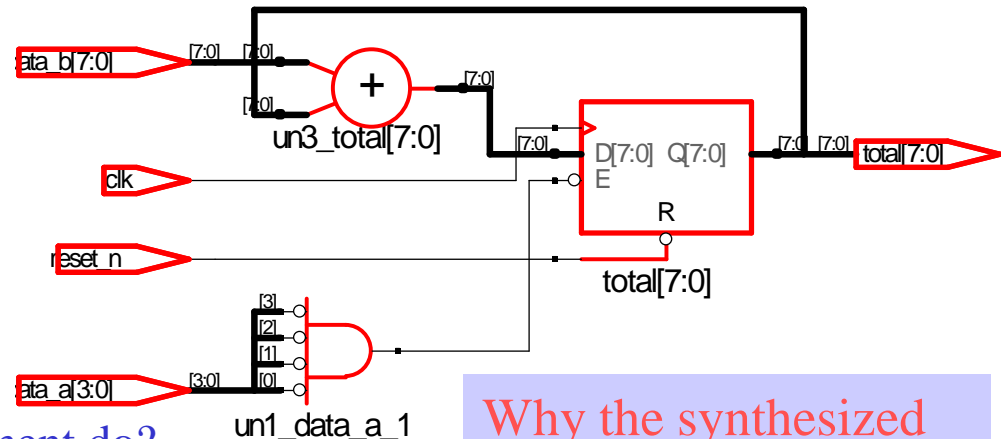 ata_b[7:0]
[7:0]
[7:0]
[7:0]
+
un3_total[7:0]
[7:0]
[7:0]
D[7:0] Q[7:0]
E
R
total[7:0]
[7:0]
[7:0]
total[7:0]
clk
reset_n
[3]
[2]
[1]
[0]
ata_a[3:0]
[3:0]
un1_data_a_1
ment do?
Why the synthesized